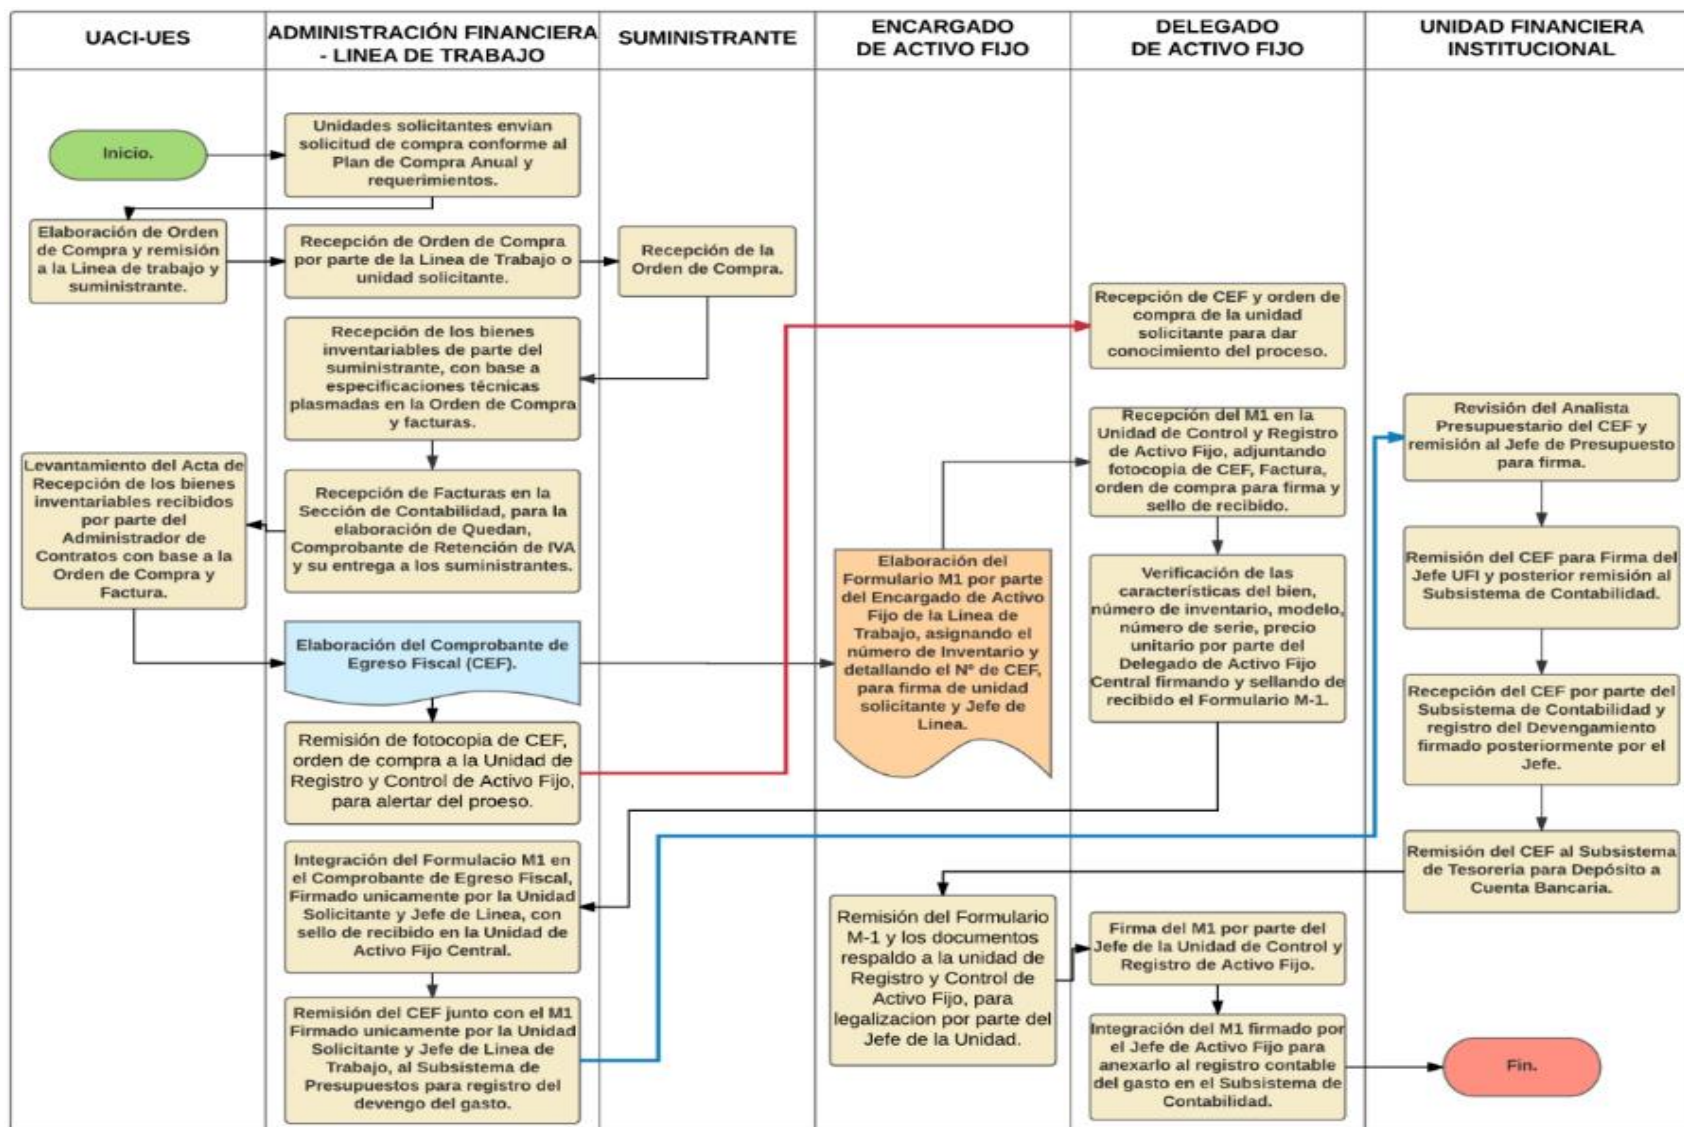 UACI-UES
ADMINISTRACIÓN FINANCIERA
- LINEA DE TRABAJO
SUMINISTRANTE
ENCARGADO
DE ACTIVO FIJO
DELEGADO
DE ACTIVO FIJO
UNIDAD FINANCIERA
INSTITUCIONAL
Inicio.
Unidades solicitantes envian
solicitud de compra conforme al
Plan de Compra Anual y
requerimientos.
Elaboración de Orden
de Compra y remisión
a la Linea de trabajo y
suministrante.
Recepción de Orden de Compra
por parte de la Linea de Trabajo o
unidad solicitante.
Recepción de la
Orden de Compra.
Recepción de los bienes
inventariables de parte del
suministrante, con base a
especificaciones técnicas
plasmadas en la Orden de Compra
y facturas.
Recepción de Facturas en la
Sección de Contabilidad, para la
elaboración de Quedan,
Comprobante de Retención de IVA
y su entrega a los suministrantes.
Levantamiento del Acta de
Recepción de los bienes
inventariables recibidos
por parte del
Administrador de
Contratos con base a la
Orden de Compra y
Factura.
Elaboración del Comprobante de
Egreso Fiscal (CEF).
Remisión de fotocopia de CEF,
orden de compra a la Unidad de
Registro y Control de Activo Fijo,
para alertar del proeso.
Recepción de CEF y orden de
compra de la unidad
solicitante para dar
conocimiento del proceso.
Elaboración del
Formulario M1 por parte
del Encargado de Activo
Fijo de la Linea de
Trabajo, asignando el
número de Inventario y
detallando el Nº de CEF,
para firma de unidad
solicitante y Jefe de
Linea.
Recepción del M1 en la
Unidad de Control y Registro
de Activo Fijo, adjuntando
fotocopia de CEF, Factura,
orden de compra para firma y
sello de recibido.
Verificación de las
características del bien,
número de inventario, modelo,
número de serie, precio
unitario por parte del
Delegado de Activo Fijo
Central firmando y sellando de
recibido el Formulario M-1.
Integración del Formulacio M1 en
el Comprobante de Egreso Fiscal,
Firmado unicamente por la Unidad
Solicitante y Jefe de Linea, con
sello de recibido en la Unidad de
Activo Fijo Central.
Remisión del CEF junto con el M1
Firmado unicamente por la Unidad
Solicitante y Jefe de Linea de
Trabajo, al Subsistema de
Presupuestos para registro del
devengo del gasto.
Revisión del Analista
Presupuestario del CEF y
remisión al Jefe de Presupuesto
para firma.
Remisión del CEF para Firma del
Jefe UFI y posterior remisión al
Subsistema de Contabilidad.
Recepción del CEF por parte del
Subsistema de Contabilidad y
registro del Devengamiento
firmado posteriormente por el
Jefe.
Remisión del CEF al Subsistema
de Tesoreria para Depósito a
Cuenta Bancaria.
Remisión del Formulario
M-1 y los documentos
respaldo a la unidad de
Registro y Control de
Activo Fijo, para
legalizacion por parte del
Jefe de la Unidad.
Firma del M1 por parte del
Jefe de la Unidad de Control y
Registro de Activo Fijo.
Integración del M1 firmado por
el Jefe de Activo Fijo para
anexarlo al registro contable
del gasto en el Subsistema de
Contabilidad.
Fin.